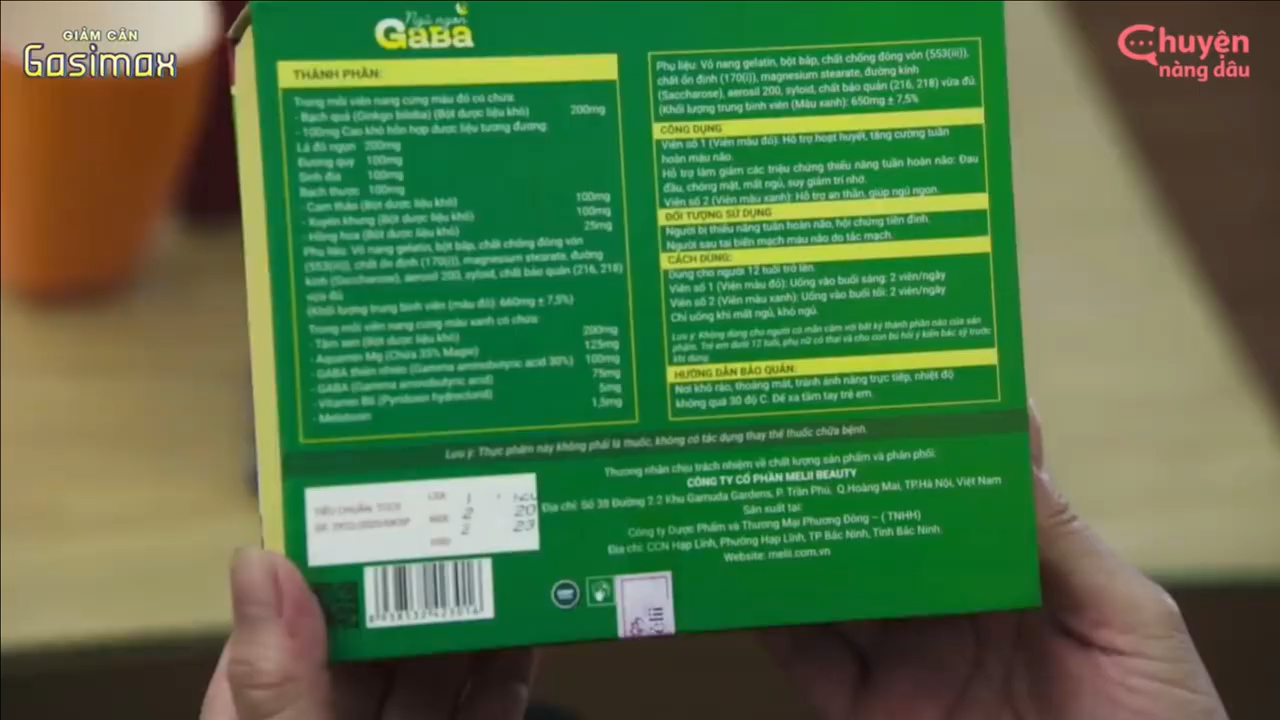 GIẢM CÂN
Gasimax
Chuyện
nàng dâu
Ngủ ngon
GaBa
THÀNH PHẦN:
Trong mỗi viên nang cứng màu đỏ có chứa:
- Bạch quả (Ginkgo biloba) (Bột dược liệu khô) 200mg
- 100mg Cao khô hỗn hợp dược liệu tương đương:
Lá đỏ ngọn 200mg
Đương quy 100mg
Sinh địa 100mg
Bạch thược 100mg
- Cam thảo (Bột dược liệu khô) 100mg
- Xuyên khung (Bột dược liệu khô) 100mg
- Hồng hoa (Bột dược liệu khô) 25mg
Phụ liệu: Vỏ nang gelatin, bột bắp, chất chống đông vón
(553(iii)), chất ổn định (170(i)), magnesium stearate, đường
kính (Saccharose), aerosil 200, syloid, chất bảo quản (216, 218)
vừa đủ
(Khối lượng trung bình viên (màu đỏ): 660mg ± 7,5%)
Trong mỗi viên nang cứng màu xanh có chứa:
- Tâm sen (Bột dược liệu khô) 200mg
- Aquamin Mg (Chứa 35% Magie) 125mg
- GABA thiên nhiên (Gamma aminobutyric acid 30%) 100mg
- GABA (Gamma aminobutyric acid) 75mg
- Vitamin B6 (Pyridoxin hydroclorid) 5mg
- Melatonin 1,5mg
Phụ liệu: Vỏ nang gelatin, bột bắp, chất chống đông vón (553(iii)),
chất ổn định (170(i)), magnesium stearate, đường kính
(Saccharose), aerosil 200, syloid, chất bảo quản (216, 218) vừa đủ.
(Khối lượng trung bình viên (Màu xanh): 650mg ± 7,5%
CÔNG DỤNG
Viên số 1 (Viên màu đỏ): Hỗ trợ hoạt huyết, tăng cường tuần
hoàn máu não.
Hỗ trợ làm giảm các triệu chứng thiểu năng tuần hoàn não: Đau
đầu, chóng mặt, mất ngủ, suy giảm trí nhớ.
Viên số 2 (Viên màu xanh): Hỗ trợ an thần, giúp ngủ ngon.
ĐỐI TƯỢNG SỬ DỤNG
Người bị thiểu năng tuần hoàn não, hội chứng tiền đình.
Người sau tai biến mạch máu não do tắc mạch.
CÁCH DÙNG:
Dùng cho người 12 tuổi trở lên.
Viên số 1 (Viên màu đỏ): Uống vào buổi sáng: 2 viên/ngày
Viên số 2 (Viên màu xanh): Uống vào buổi tối: 2 viên/ngày
Chỉ uống khi mất ngủ, khó ngủ.
Lưu ý: Không dùng cho người có mẫn cảm với bất kỳ thành phần nào của sản
phẩm. Trẻ em dưới 12 tuổi, phụ nữ có thai và cho con bú hỏi ý kiến bác sỹ trước
khi dùng.
HƯỚNG DẪN BẢO QUẢN:
Nơi khô ráo, thoáng mát, tránh ánh nắng trực tiếp, nhiệt độ
không quá 30 độ C. Để xa tầm tay trẻ em.
Lưu ý: Thực phẩm này không phải là thuốc, không có tác dụng thay thế thuốc chữa bệnh.
Thương nhân chịu trách nhiệm về chất lượng sản phẩm và phân phối:
CÔNG TY CỔ PHẦN MELII BEAUTY
Địa chỉ: Số 38 Đường 2.2 Khu Gamuda Gardens, P. Trần Phú, Q.Hoàng Mai, TP.Hà Nội, Việt Nam
Sản xuất tại:
Công ty Dược Phẩm và Thương Mại Phương Đông – ( TNHH)
Địa chỉ: CCN Hạp Lĩnh, Phường Hạp Lĩnh, TP Bắc Ninh, Tỉnh Bắc Ninh.
Website: melii.com.vn
TIÊU CHUẨN
20
23